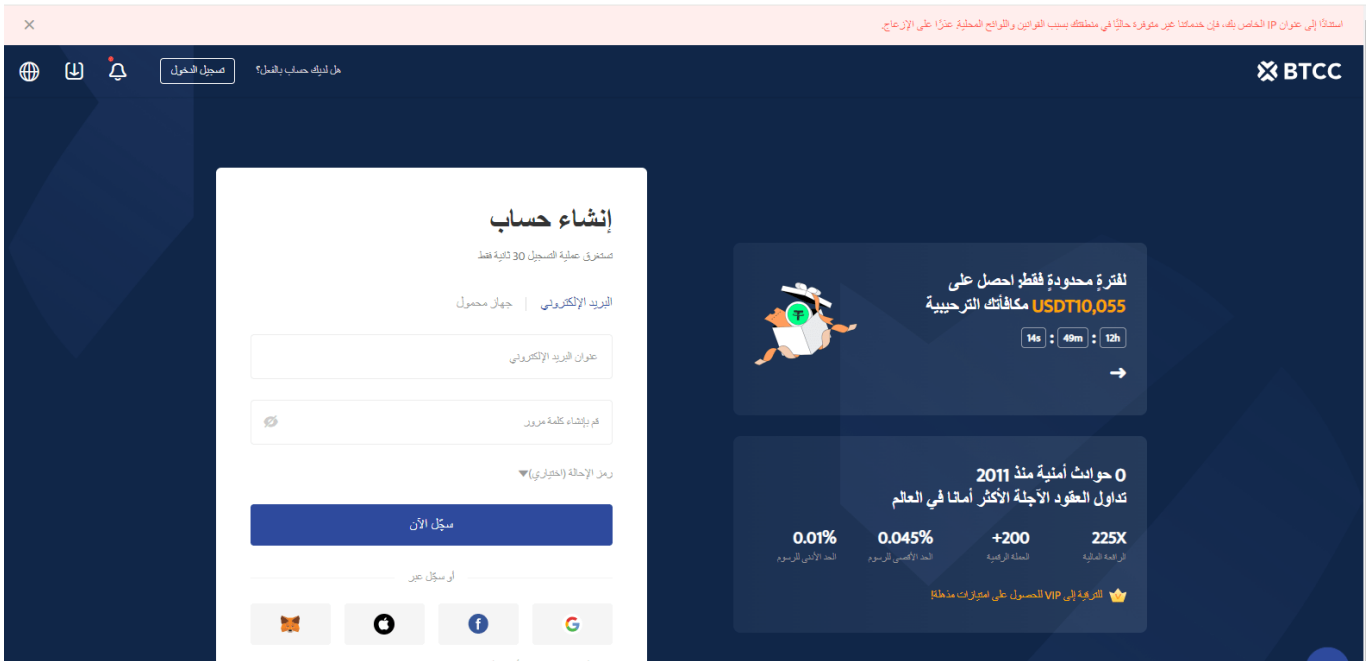 استنادًا إلى عنوان IP الخاص بك، فإن خدماتنا غير متوفرة حاليًا في منطقتك بسبب القوانين واللوائح المحلية. عذرًا على الإزعاج.
BTCC
هل لديك حساب بالفعل؟
تسجيل الدخول
إنشاء حساب
تستغرق عملية التسجيل 30 ثانية فقط
البريد الإلكتروني | جهاز محمول
عنوان البريد الإلكتروني
قم بإنشاء كلمة مرور
رمز الإحالة (اختياري)
سجّل الآن
أو سجّل عبر
لفترةٍ محدودةٍ فقط، احصل على
USDT10,055 مكافأتك الترحيبية
12h : 49m : 14s
0 حوادث أمنية منذ 2011
تداول العقود الآجلة الأكثر أمانا في العالم
225X
الرافعة المالية
200+
العملة الرقمية
0.045%
الحد الأقصى للرسوم
0.01%
الحد الأدنى للرسوم
للترقية إلى VIP للحصول على امتيازات مذهلة!